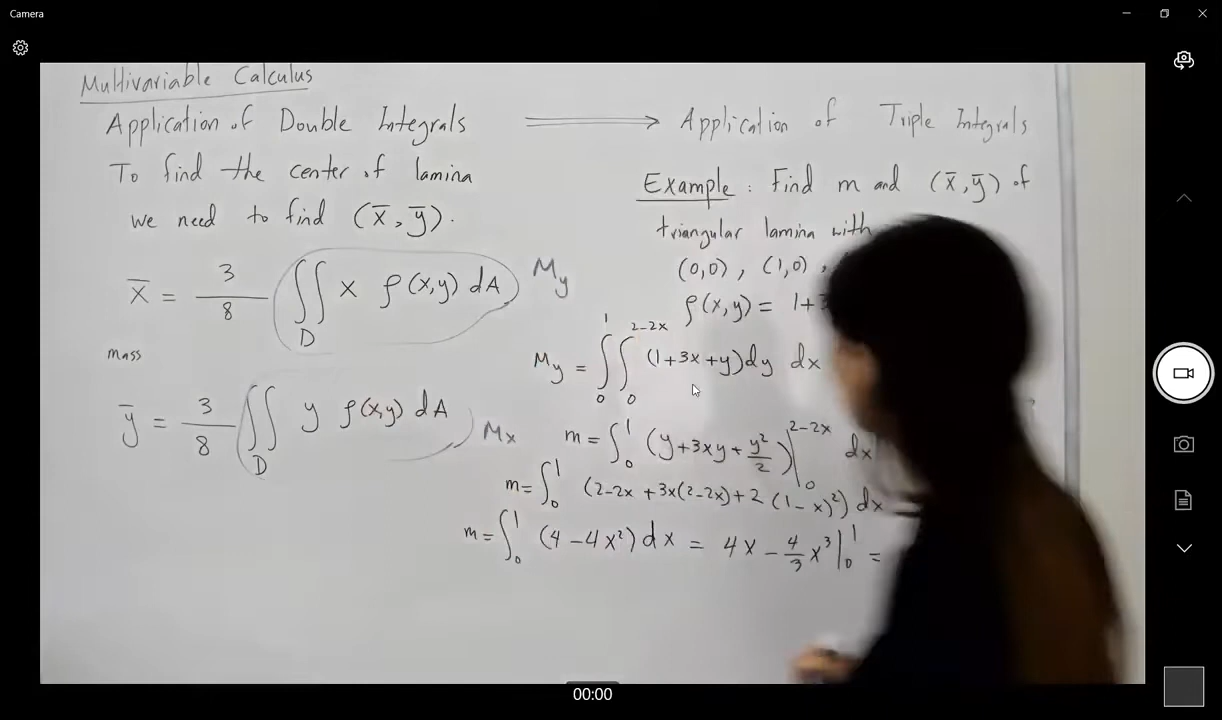 Camera
Multivariable Calculus
Application of Double Integrals ⟹ Application of Triple Integrals
To find the center of lamina
we need to find (x̄, ȳ).
x̄ = 3/8 ∬_D x ρ(x,y) dA M_y
mass
ȳ = 3/8 ∬_D y ρ(x,y) dA M_x
Example: Find m and (x̄, ȳ) of
triangular lamina with
(0,0), (1,0),
ρ(x,y) = 1+3
M_y = ∫_0^1 ∫_0^{2-2x} (1+3x+y)dy dx
m = ∫_0^1 (y+3xy+y²/2)|_0^{2-2x} dx
m = ∫_0^1 (2-2x+3x(2-2x)+2(1-x)²) dx
m = ∫_0^1 (4-4x²) dx = 4x - 4/3 x³|_0^1 =
00:00